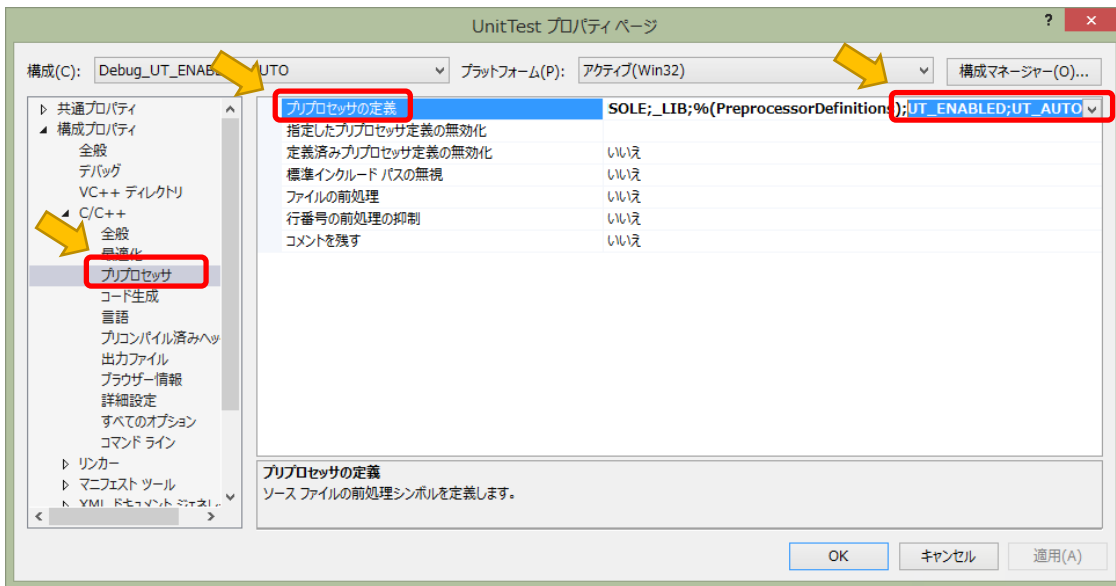 UnitTest プロパティ ページ
? ×
構成(C): Debug_UT_ENAB UTO プラットフォーム(P): アクティブ(Win32) 構成マネージャー(O)...
共通プロパティ
構成プロパティ
全般
デバッグ
VC++ ディレクトリ
C/C++
全般
最適化
プリプロセッサ
コード生成
言語
プリコンパイル済みヘッ
出力ファイル
ブラウザー情報
詳細設定
すべてのオプション
コマンド ライン
リンカー
マニフェスト ツール
プリプロセッサの定義 SOLE;_LIB;%(PreprocessorDefinitions);UT_ENABLED;UT_AUTO
指定したプリプロセッサ定義の無効化
定義済みプリプロセッサ定義の無効化 いいえ
標準インクルード パスの無視 いいえ
ファイルの前処理 いいえ
行番号の前処理の抑制 いいえ
コメントを残す いいえ
プリプロセッサの定義
ソース ファイルの前処理シンボルを定義します。
OK キャンセル 適用(A)